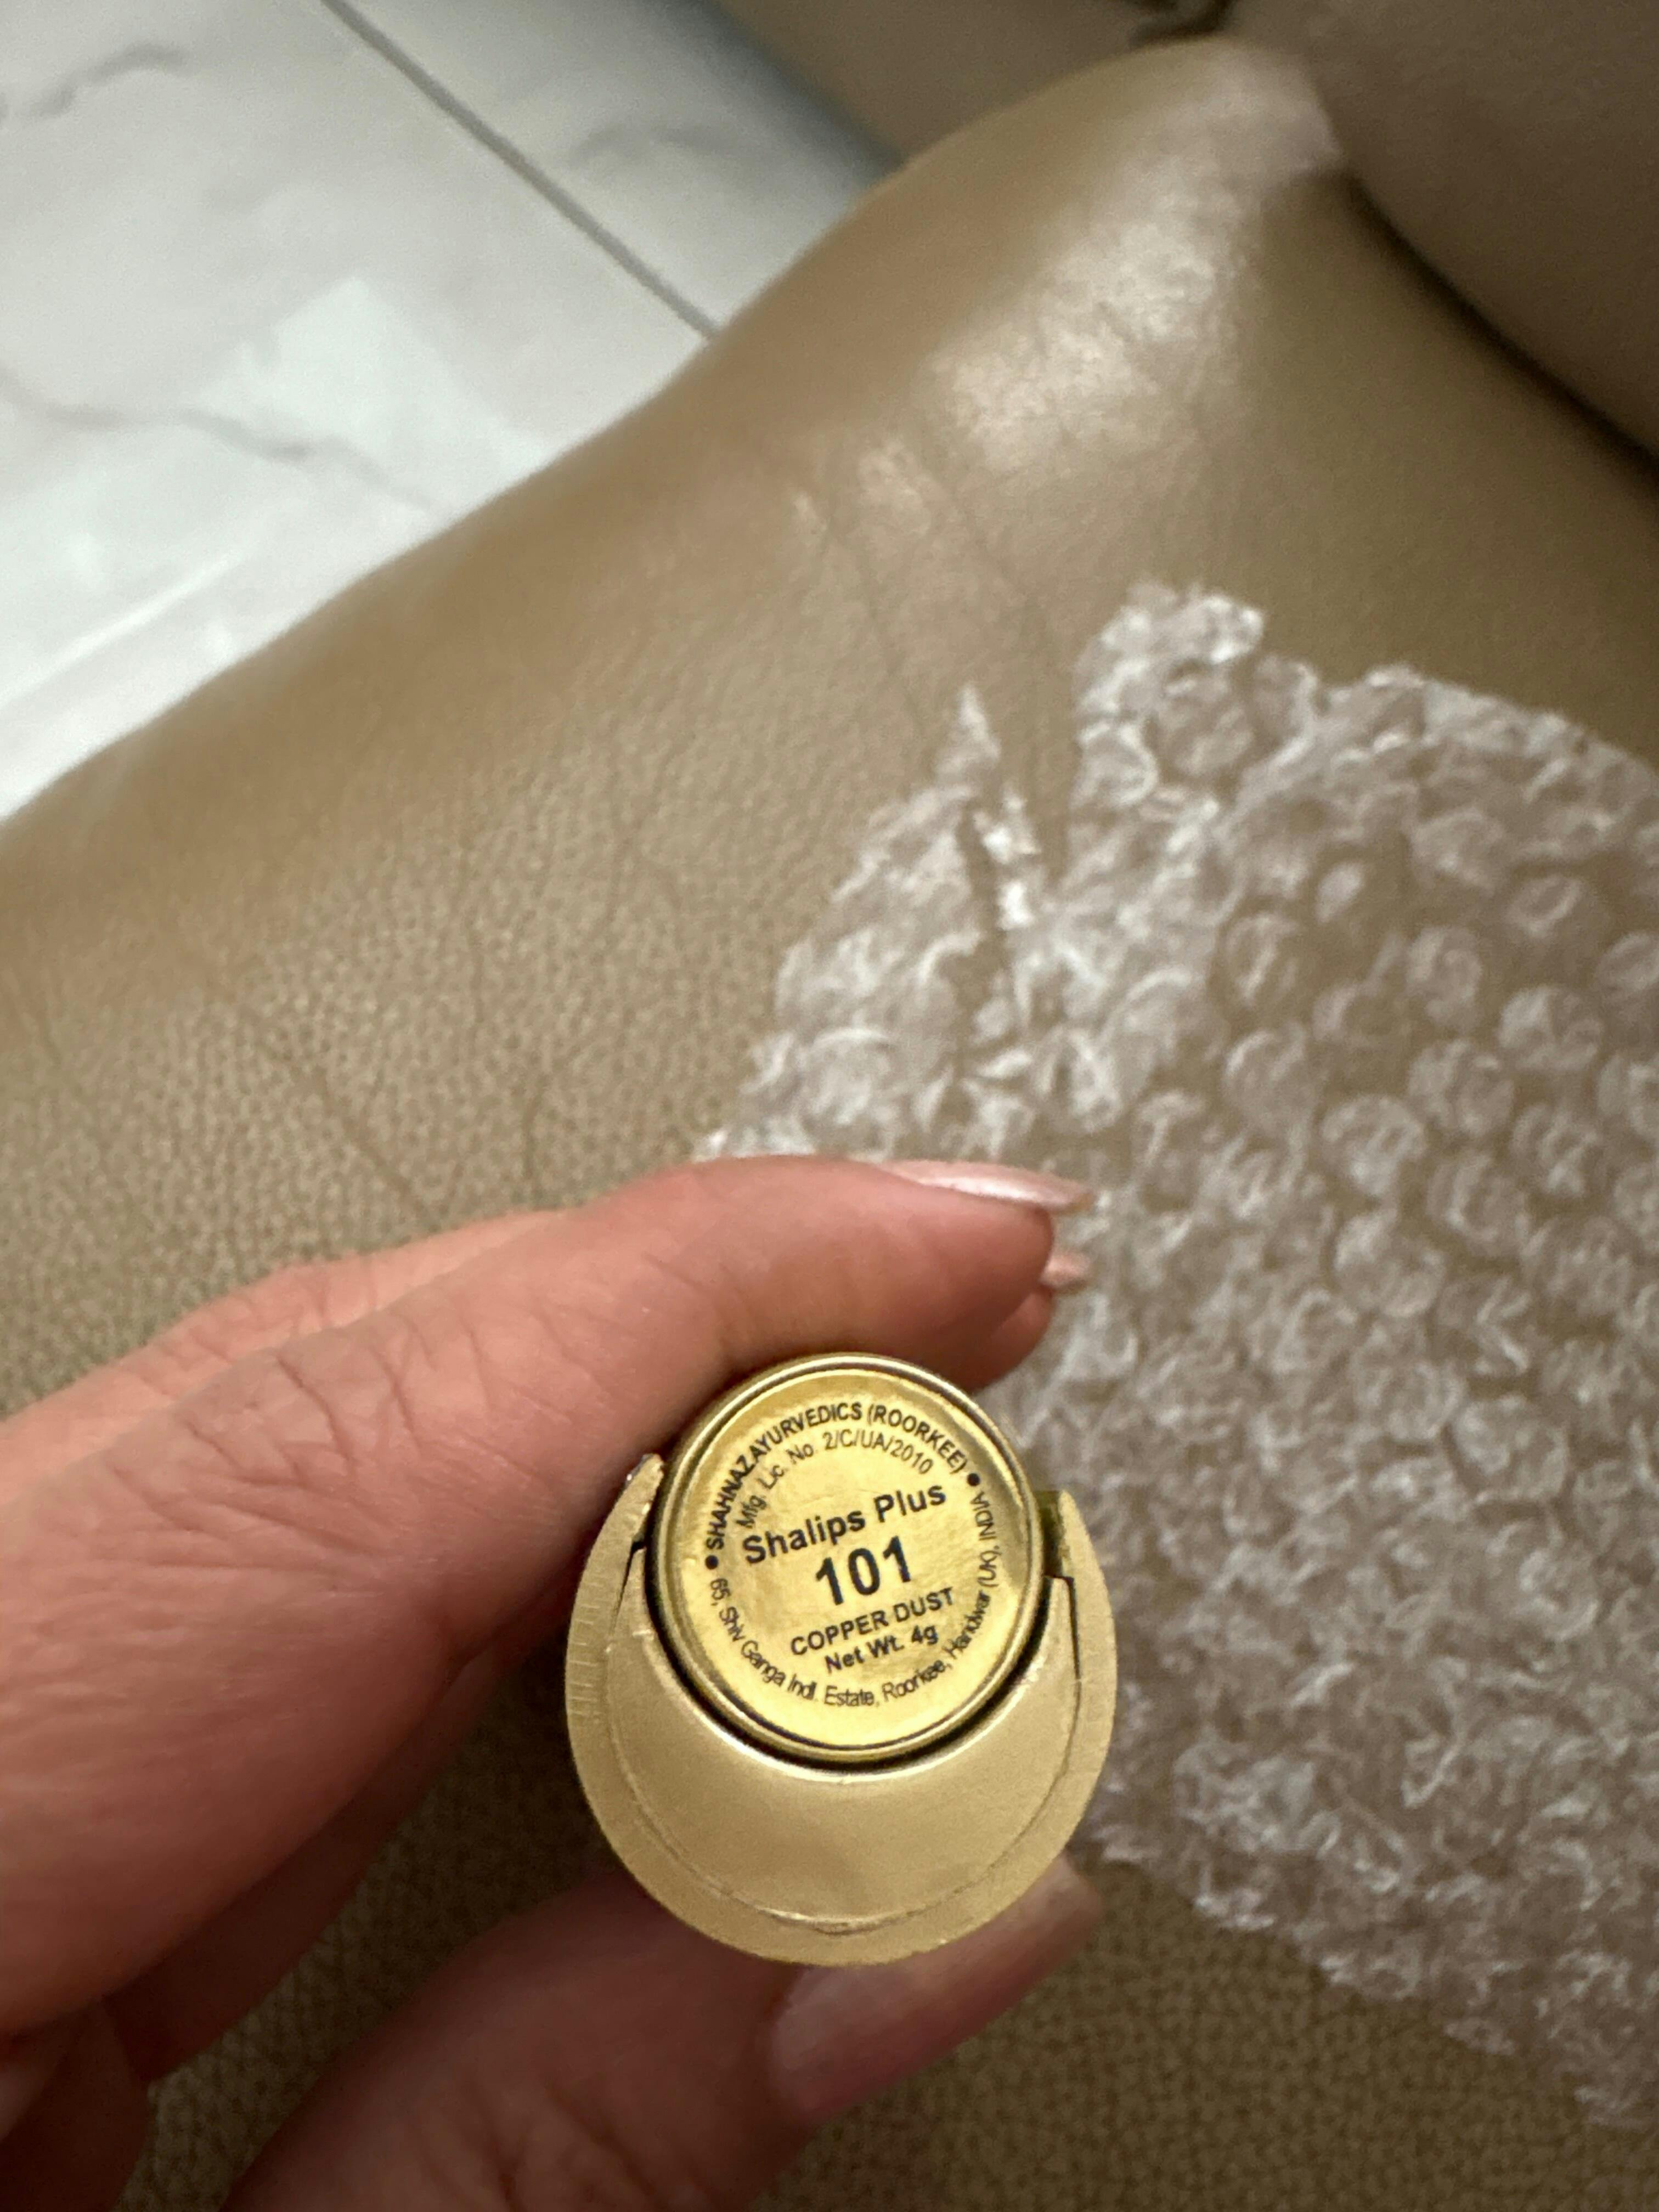 SHAHNAZ AYURVEDICS (ROORKEE)
Mfg. Lic. No. 2/C/UA/2010
Shalips Plus
101
COPPER DUST
Net Wt. 4g
65, Shiv Ganga Indl. Estate, Roorkee, Haridwar (UK), INDIA